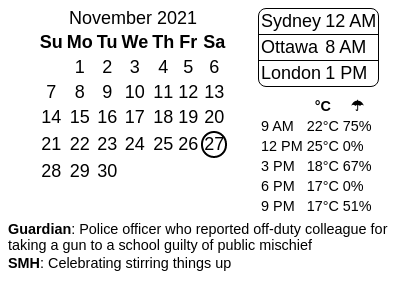 November 2021
Su Mo Tu We Th Fr Sa
1 2 3 4 5 6
7 8 9 10 11 12 13
14 15 16 17 18 19 20
21 22 23 24 25 26 27
28 29 30
Sydney 12 AM
Ottawa 8 AM
London 1 PM
°C ☂
9 AM 22°C 75%
12 PM 25°C 0%
3 PM 18°C 67%
6 PM 17°C 0%
9 PM 17°C 51%
Guardian: Police officer who reported off-duty colleague for
taking a gun to a school guilty of public mischief
SMH: Celebrating stirring things up